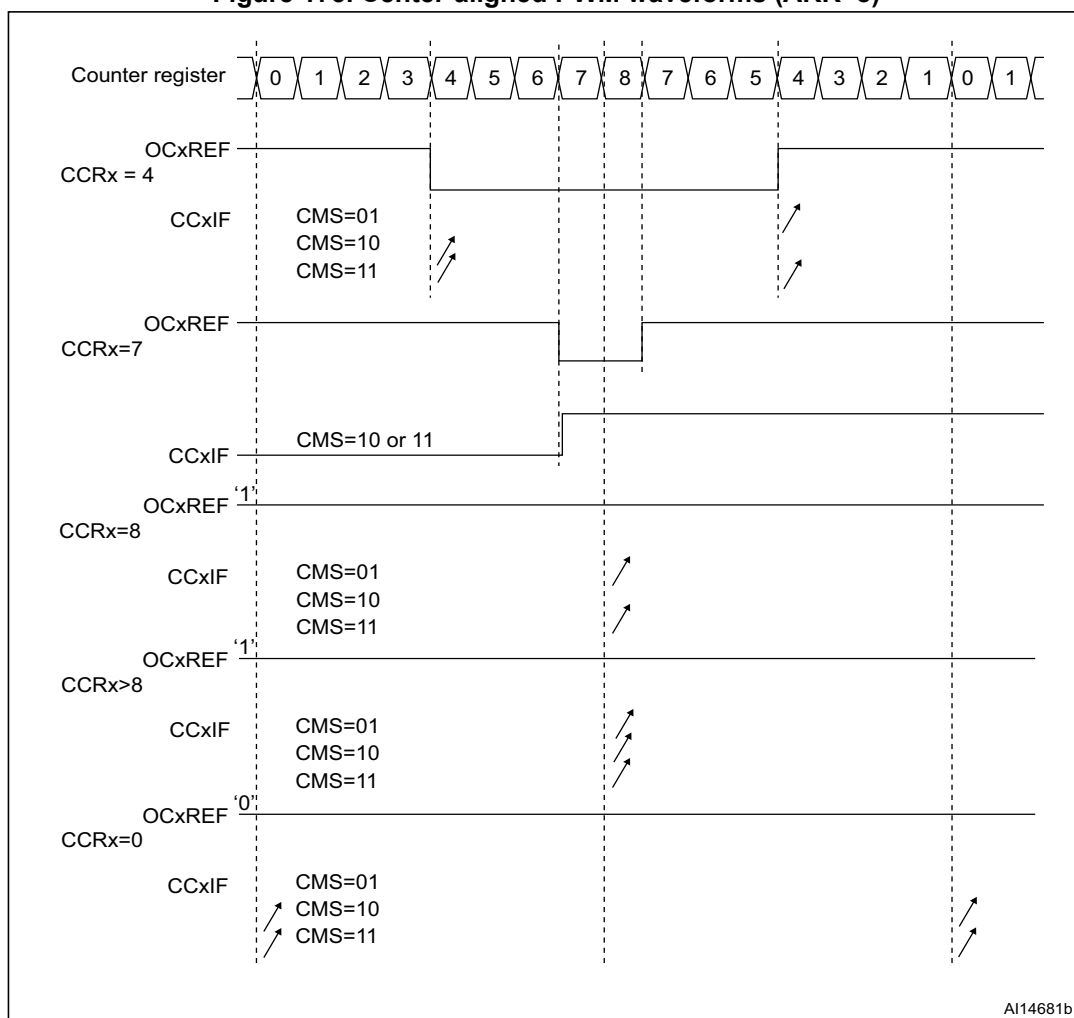 Counter register 0 1 2 3 4 5 6 7 8 7 6 5 4 3 2 1 0 1
OCxREF
CCRx = 4
CCxIF CMS=01
CMS=10
CMS=11
OCxREF
CCRx=7
CMS=10 or 11
CCxIF
OCxREF '1'
CCRx=8
CCxIF CMS=01
CMS=10
CMS=11
OCxREF '1'
CCRx>8
CCxIF CMS=01
CMS=10
CMS=11
OCxREF '0'
CCRx=0
CCxIF CMS=01
CMS=10
CMS=11
AI14681b